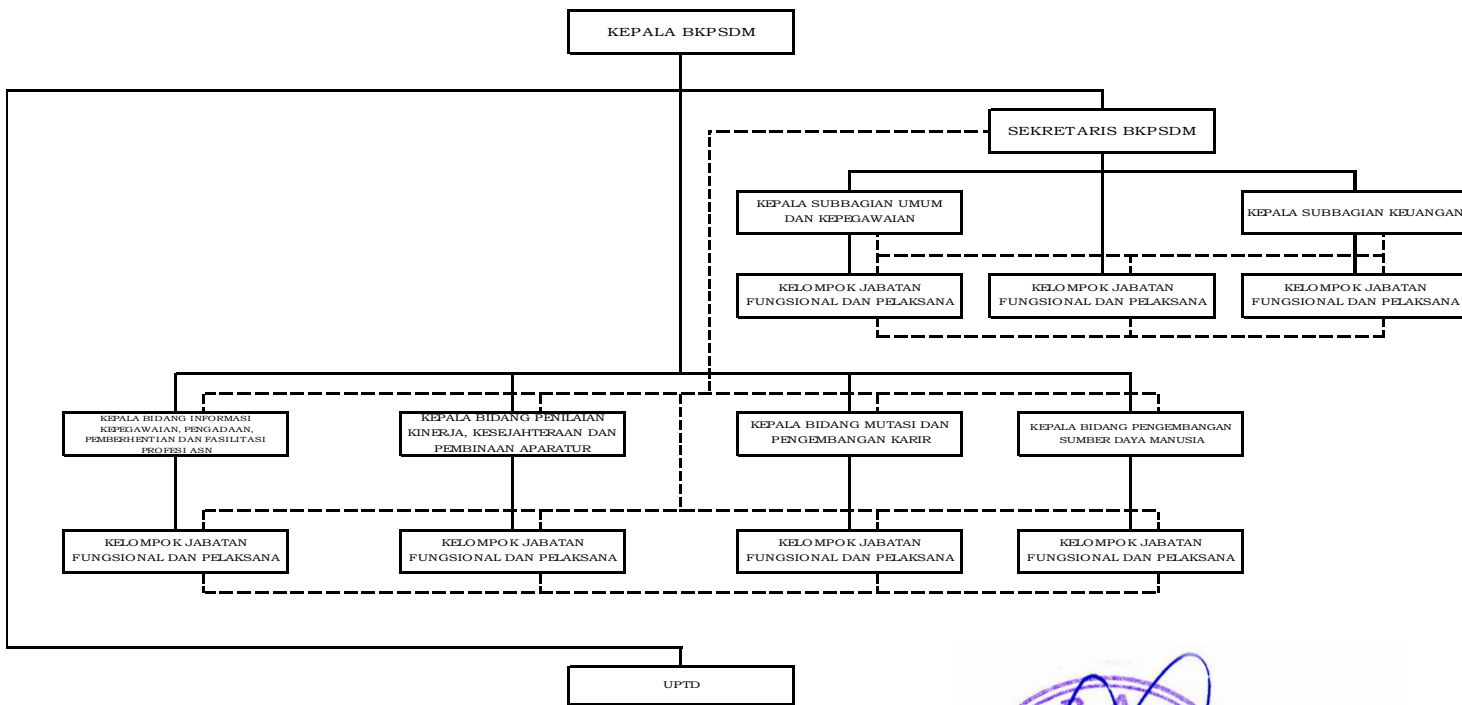 KEPALA BKPSDM
SEKRETARIS BKPSDM
KEPALA SUBBAGIAN UMUM
DAN KEPEGAWAIAN
KEPALA SUBBAGIAN KEUANGAN
KELOMPOK JABATAN
FUNGSIONAL DAN PELAKSANA
KELOMPOK JABATAN
FUNGSIONAL DAN PELAKSANA
KELOMPOK JABATAN
FUNGSIONAL DAN PELAKSANA
KEPALA BIDANG INFORMASI
KEPEGAWAIAN, PENGADAAN,
PEMBERHENTIAN DAN FASILITASI
PROFESI ASN
KEPALA BIDANG PENILAIAN
KINERJA, KESEJAHTERAAN DAN
PEMBINAAN APARATUR
KEPALA BIDANG MUTASI DAN
PENGEMBANGAN KARIR
KEPALA BIDANG PENGEMBANGAN
SUMBER DAYA MANUSIA
KELOMPOK JABATAN
FUNGSIONAL DAN PELAKSANA
KELOMPOK JABATAN
FUNGSIONAL DAN PELAKSANA
KELOMPOK JABATAN
FUNGSIONAL DAN PELAKSANA
KELOMPOK JABATAN
FUNGSIONAL DAN PELAKSANA
UPTD